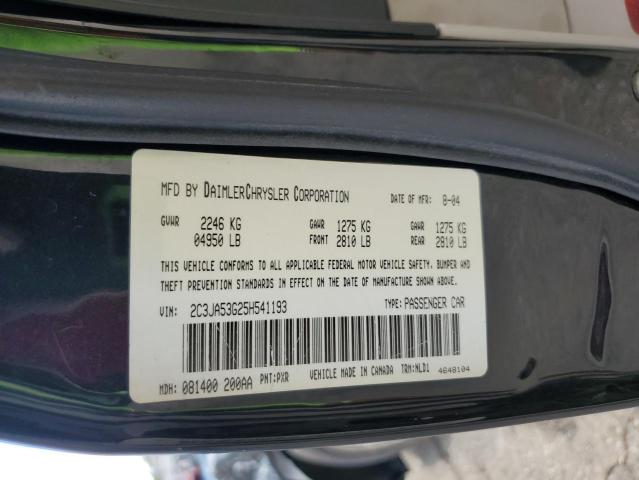 MFD BY DAIMLERCHRYSLER CORPORATION DATE OF MFR: 8-04
GVWR 2246 KG GAWR 1275 KG GAWR 1275 KG
04950 LB FRONT 2810 LB REAR 2810 LB
THIS VEHICLE CONFORMS TO ALL APPLICABLE FEDERAL MOTOR VEHICLE SAFETY, BUMPER AND
THEFT PREVENTION STANDARDS IN EFFECT ON THE DATE OF MANUFACTURE SHOWN ABOVE.
VIN: 2C3JA53G25H541193 TYPE: PASSENGER CAR
MDH: 081400 200AA PNT: PXR VEHICLE MADE IN CANADA TRM: NLD1 4648104